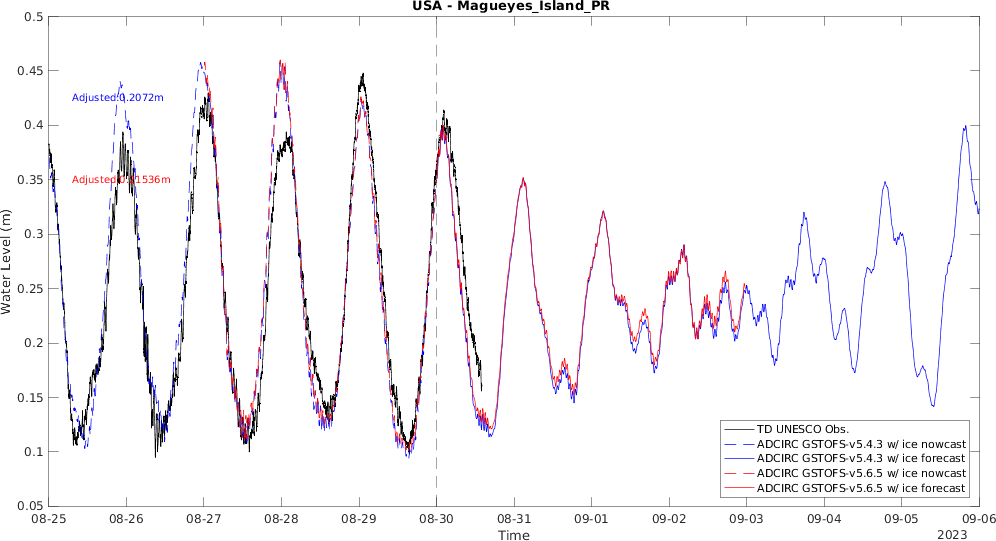 USA - Magueyes_Island_PR
0.5
0.45
0.4
0.35
0.3
0.25
0.2
0.15
0.1
0.05
Water Level (m)
Adjusted:0.2072m
08-25
08-26
08-27
08-28
08-29
08-30
08-31
09-01
09-02
09-03
09-04
09-05
09-06
Time
2023
TD UNESCO Obs.
ADCIRC GSTOFS-v5.4.3 w/ ice nowcast
ADCIRC GSTOFS-v5.4.3 w/ ice forecast
ADCIRC GSTOFS-v5.6.5 w/ ice nowcast
ADCIRC GSTOFS-v5.6.5 w/ ice forecast